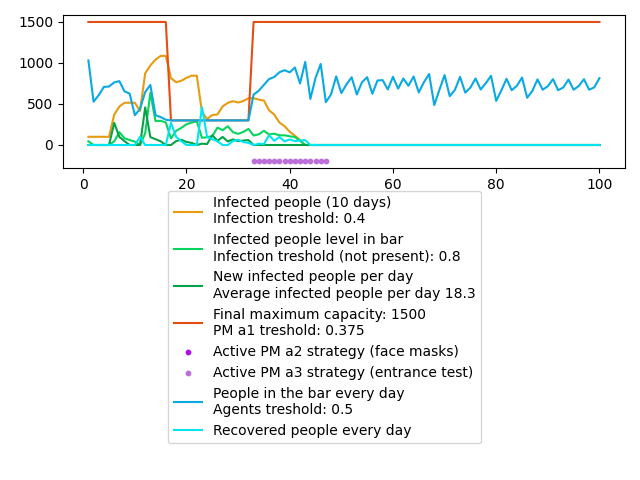 1500
1000
500
0
0 20 40 60 80 100
Infected people (10 days)
Infection treshold: 0.4
Infected people level in bar
Infection treshold (not present): 0.8
New infected people per day
Average infected people per day 18.3
Final maximum capacity: 1500
PM a1 treshold: 0.375
Active PM a2 strategy (face masks)
Active PM a3 strategy (entrance test)
People in the bar every day
Agents treshold: 0.5
Recovered people every day